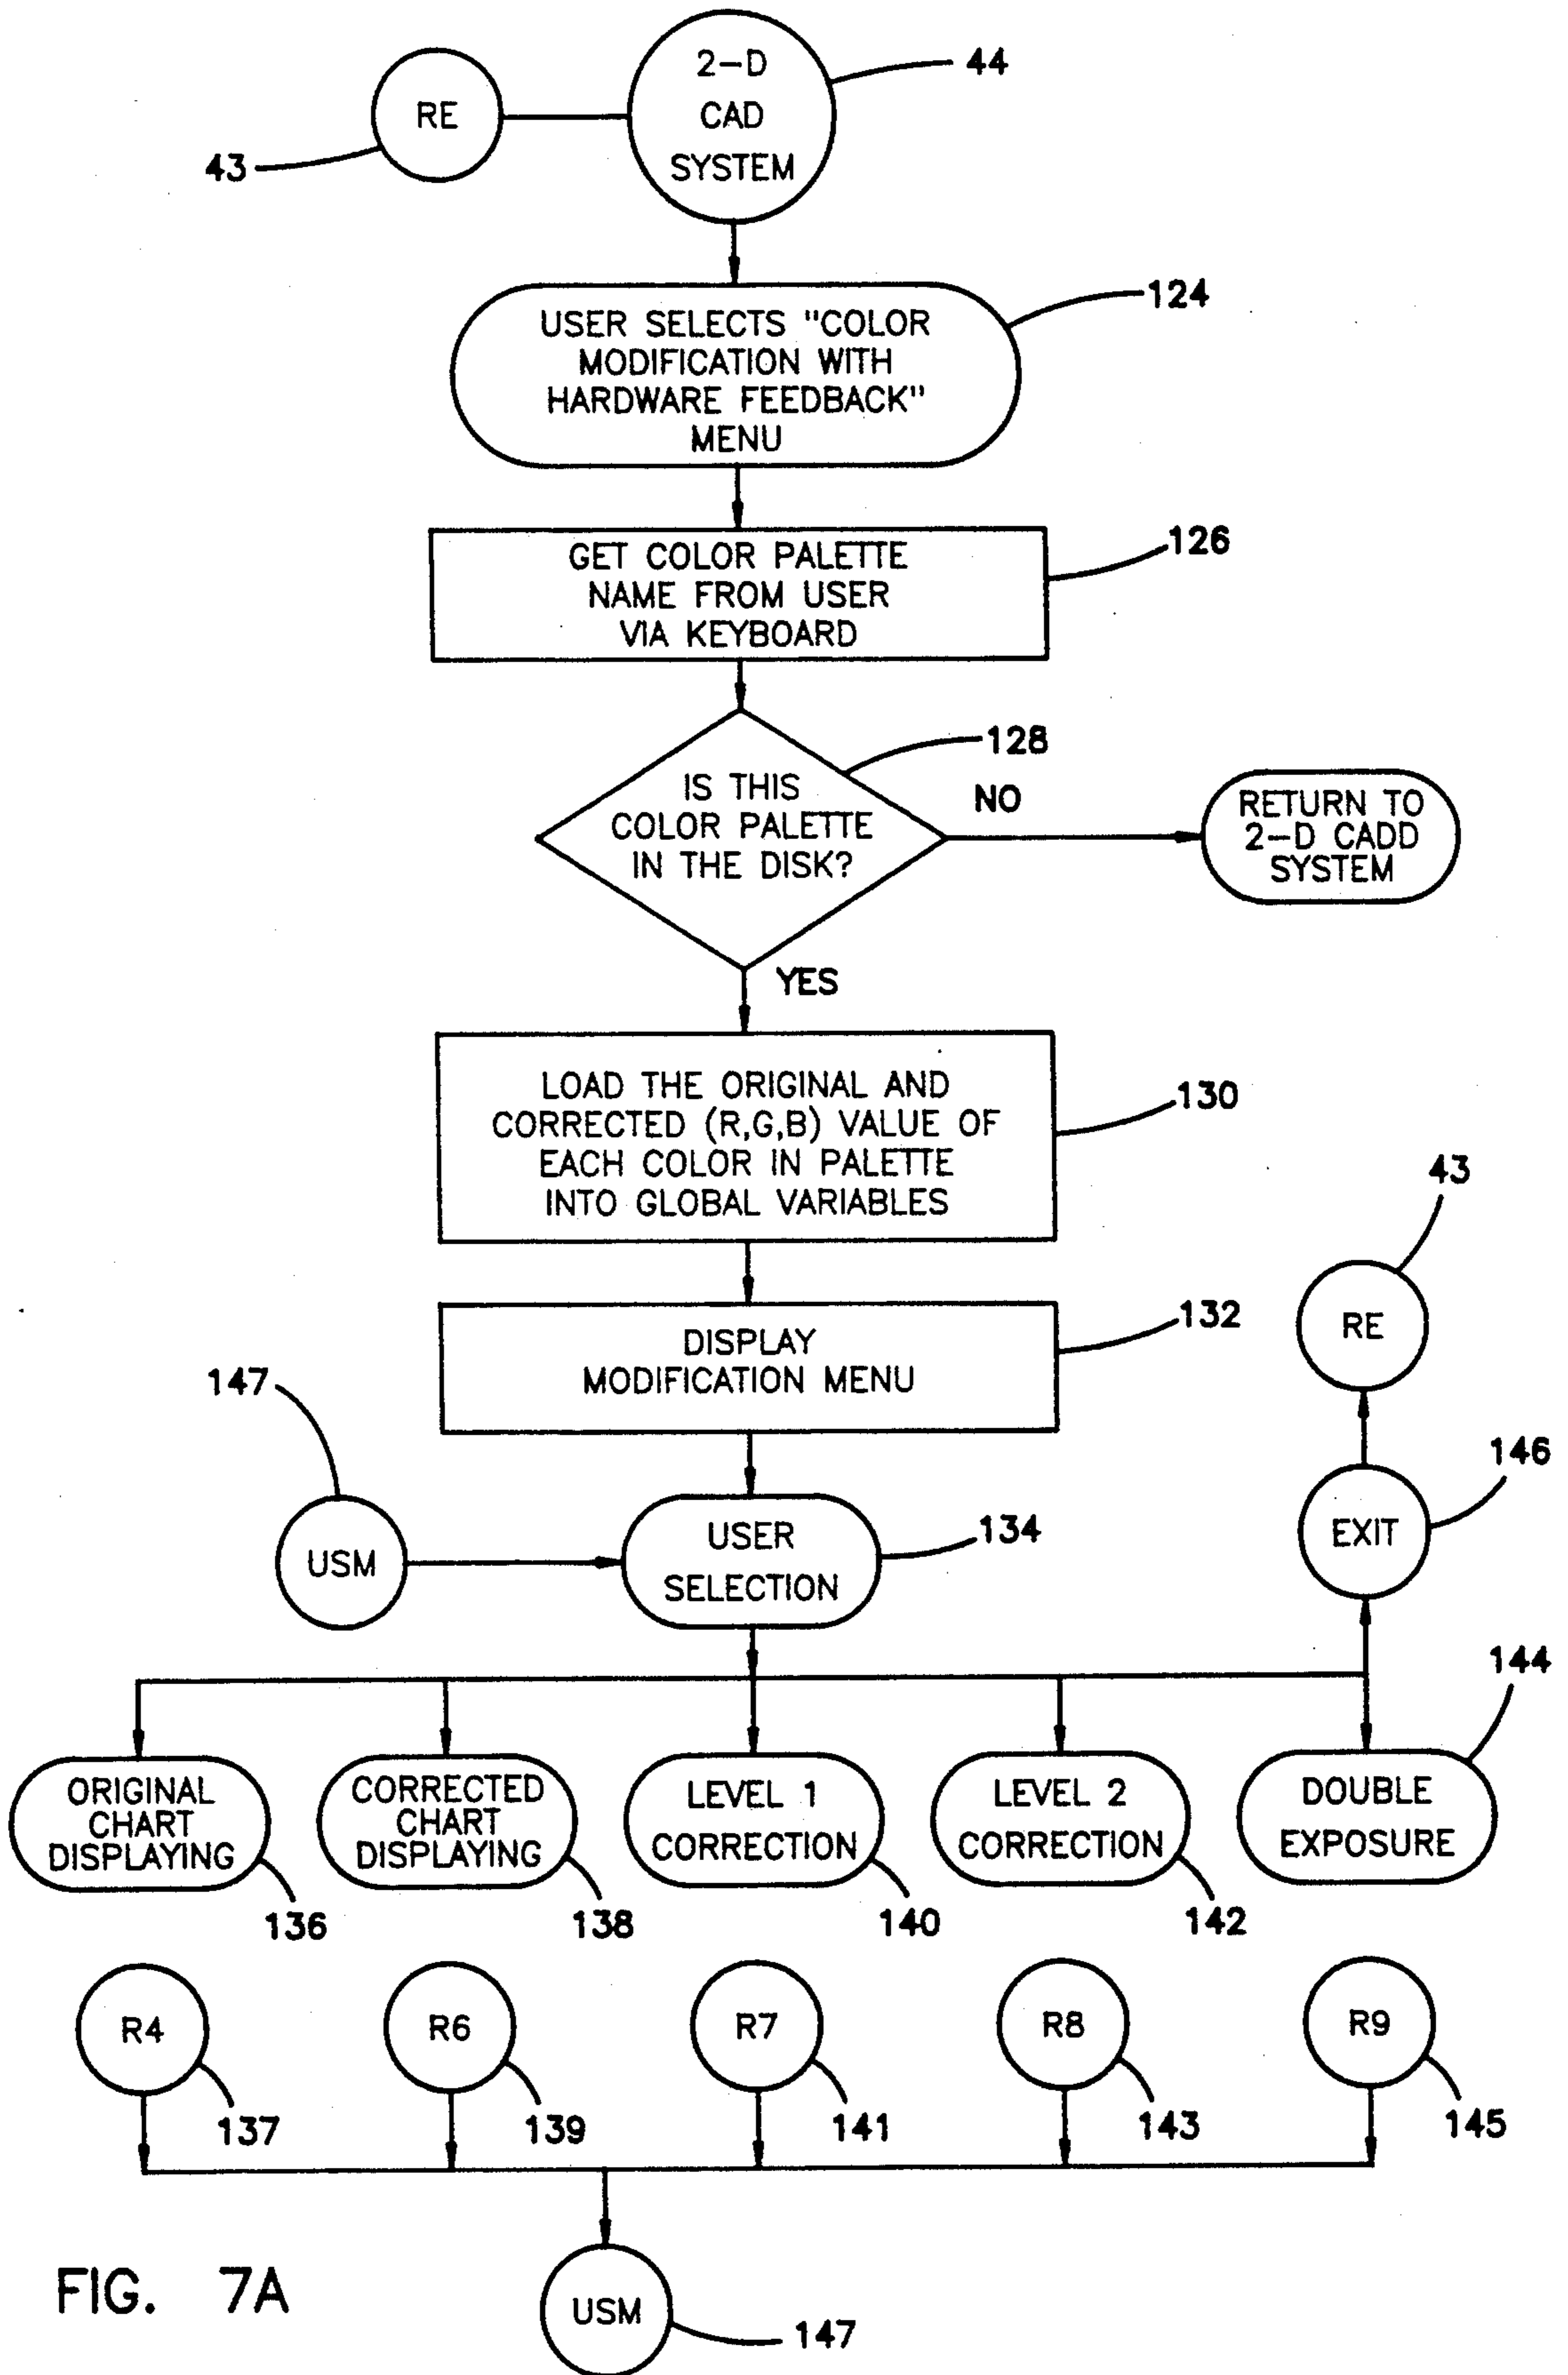 2-D
CAD
SYSTEM
44
RE
43
USER SELECTS "COLOR
MODIFICATION WITH
HARDWARE FEEDBACK"
MENU
124
GET COLOR PALETTE
NAME FROM USER
VIA KEYBOARD
126
IS THIS
COLOR PALETTE
IN THE DISK?
128
NO
RETURN TO
2-D CADD
SYSTEM
YES
LOAD THE ORIGINAL AND
CORRECTED (R,G,B) VALUE OF
EACH COLOR IN PALETTE
INTO GLOBAL VARIABLES
130
43
RE
DISPLAY
MODIFICATION MENU
132
147
USM
USER
SELECTION
134
146
EXIT
144
ORIGINAL
CHART
DISPLAYING
136
CORRECTED
CHART
DISPLAYING
138
LEVEL 1
CORRECTION
140
LEVEL 2
CORRECTION
142
DOUBLE
EXPOSURE
R4
137
R6
139
R7
141
R8
143
R9
145
USM
147
FIG. 7A